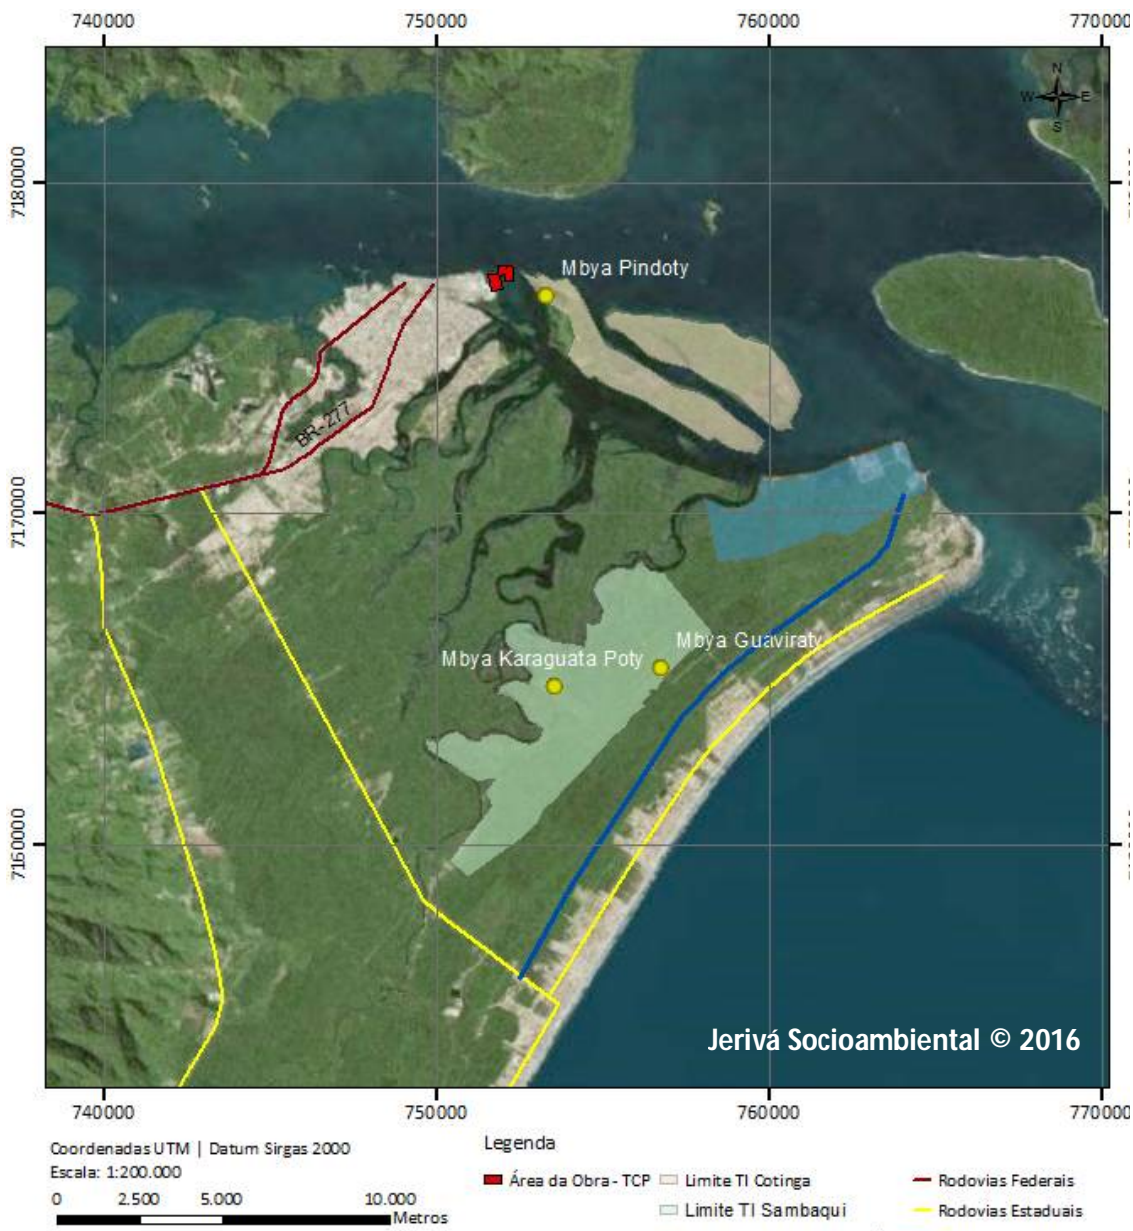 740000 750000 760000 770000
N
W E
S
7180000
Mbya Pindoty
BR-277
7170000
Mbya Guaviraty
Mbya Karaguata Poty
7160000
Jerivá Socioambiental © 2016
740000 750000 760000 770000
Coordenadas UTM | Datum Sirgas 2000
Escala: 1:200.000
0 2.500 5.000 10.000
Metros
Legenda
Área da Obra - TCP Limite TI Cotinga Rodovias Federais
Limite TI Sambaqui Rodovias Estaduais